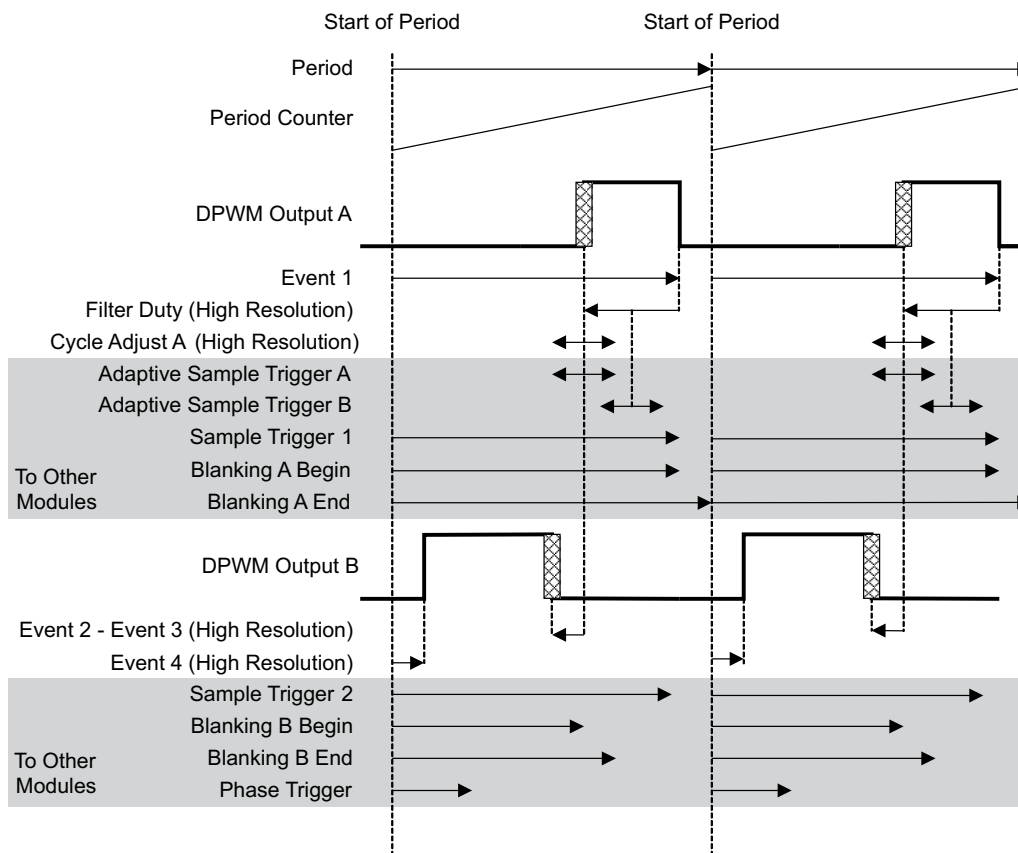 Start of Period
Start of Period
Period
Period Counter
DPWM Output A
Event 1
Filter Duty (High Resolution)
Cycle Adjust A (High Resolution)
Adaptive Sample Trigger A
Adaptive Sample Trigger B
Sample Trigger 1
Blanking A Begin
To Other
Modules
Blanking A End
DPWM Output B
Event 2 - Event 3 (High Resolution)
Event 4 (High Resolution)
Sample Trigger 2
Blanking B Begin
To Other
Modules
Blanking B End
Phase Trigger